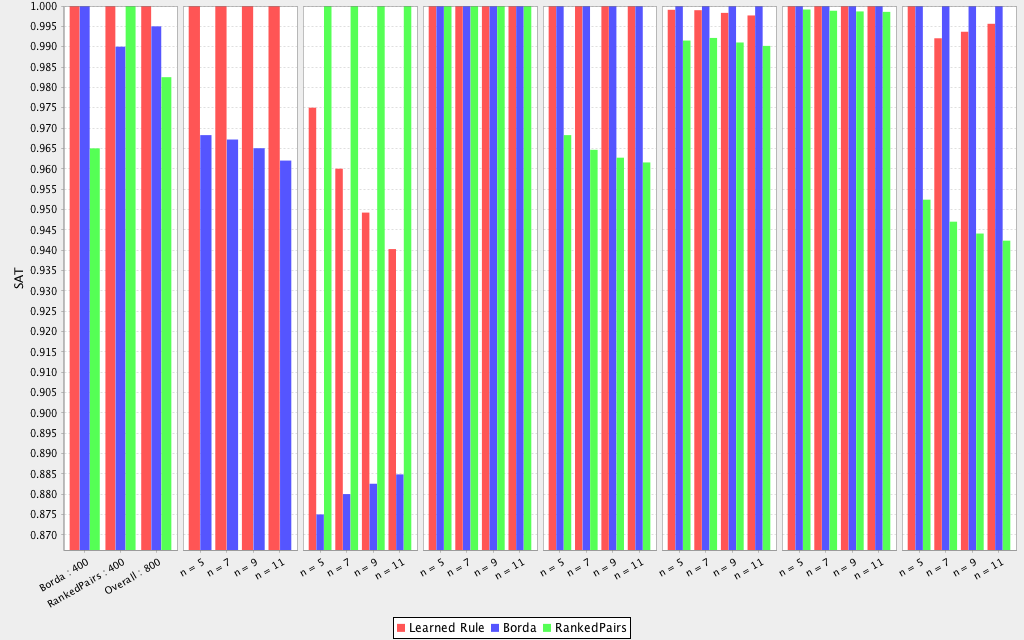 SAT
1.000
0.995
0.990
0.985
0.980
0.975
0.970
0.965
0.960
0.955
0.950
0.945
0.940
0.935
0.930
0.925
0.920
0.915
0.910
0.905
0.900
0.895
0.890
0.885
0.880
0.875
0.870
Borda : 400
RankedPairs : 400
Overall : 800
n = 5
n = 7
n = 9
n = 11
n = 5
n = 7
n = 9
n = 11
n = 5
n = 7
n = 9
n = 11
n = 5
n = 7
n = 9
n = 11
n = 5
n = 7
n = 9
n = 11
n = 5
n = 7
n = 9
n = 11
n = 5
n = 7
n = 9
n = 11
Learned Rule Borda RankedPairs